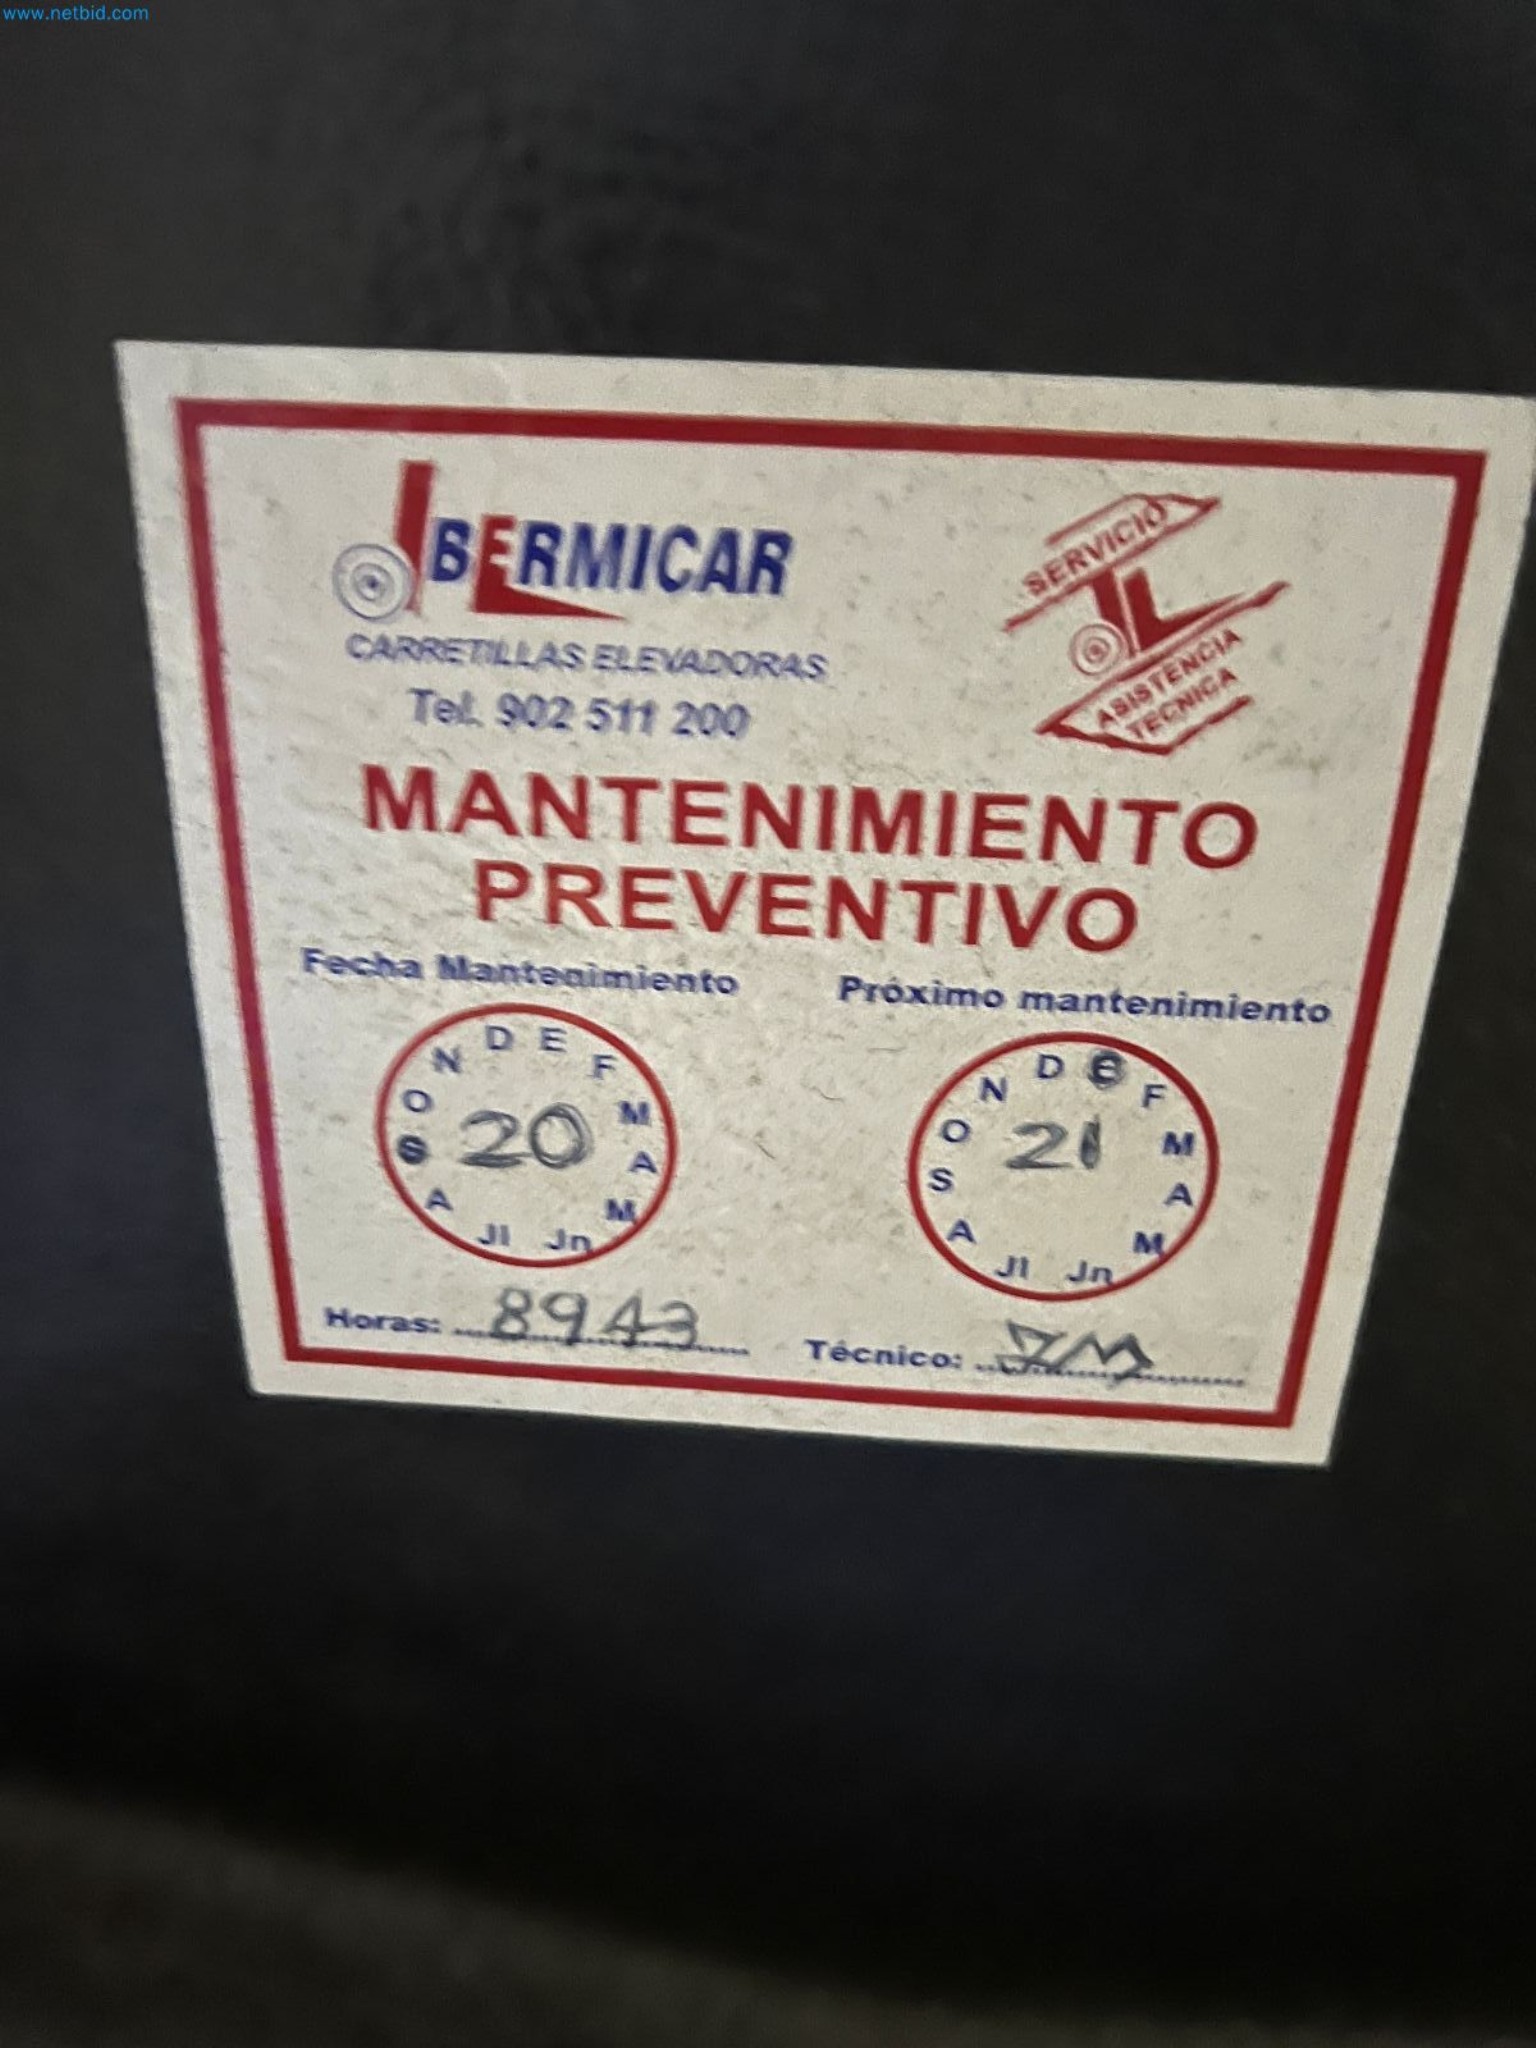 www.netbid.com
IBERMICAR
CARRETILLAS ELEVADORAS
Tel. 902 511 200
SERVICIO
ASISTENCIA
TECNICA
MANTENIMIENTO
PREVENTIVO
Fecha Mantenimiento
D E F M A M Jn Jl A S O N
20
Próximo mantenimiento
D E F M A M Jn Jl A S O N
21
Horas: 8943
Técnico: